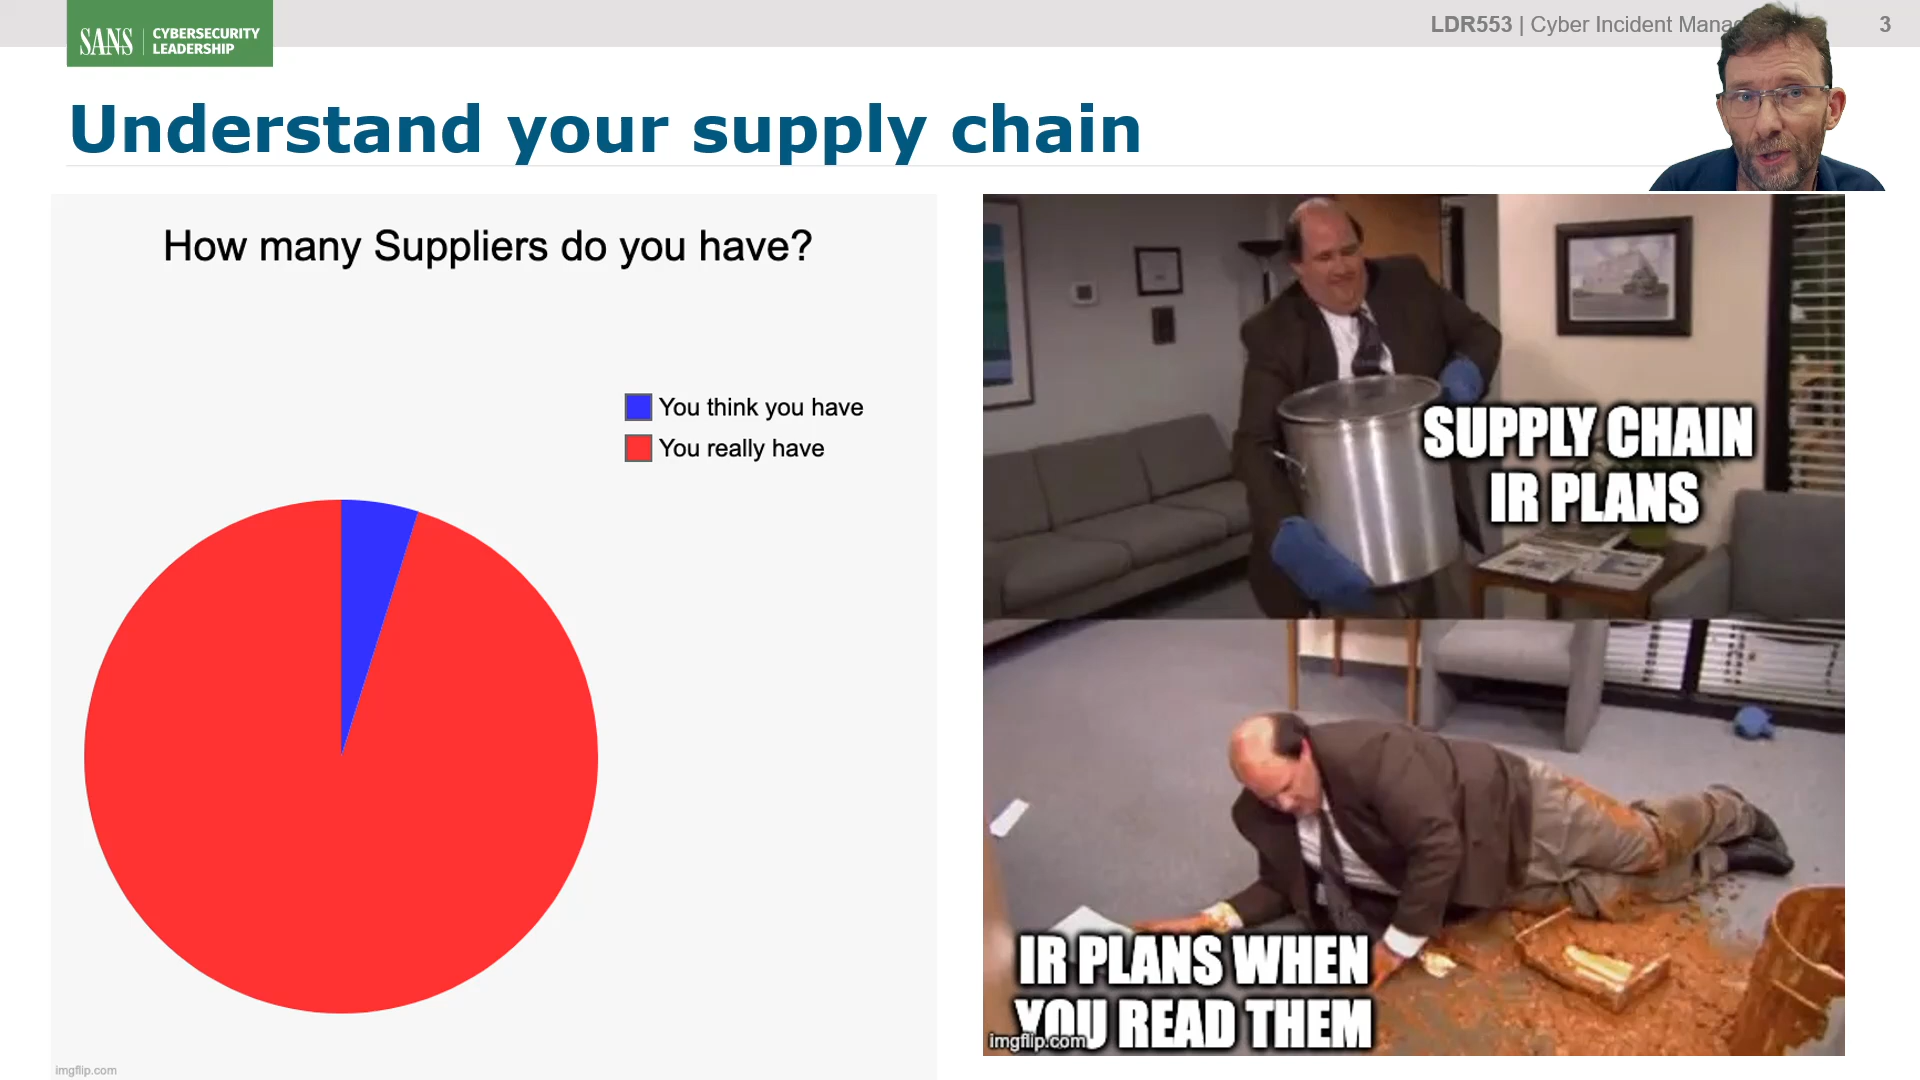 SANS
CYBERSECURITY
LEADERSHIP
LDR553 | Cyber Incident
3
Understand your supply chain
How many Suppliers do you have?
You think you have
You really have
imgflip.com
SUPPLY CHAIN
IR PLANS
IR PLANS WHEN
YOU READ THEM
imgflip.com